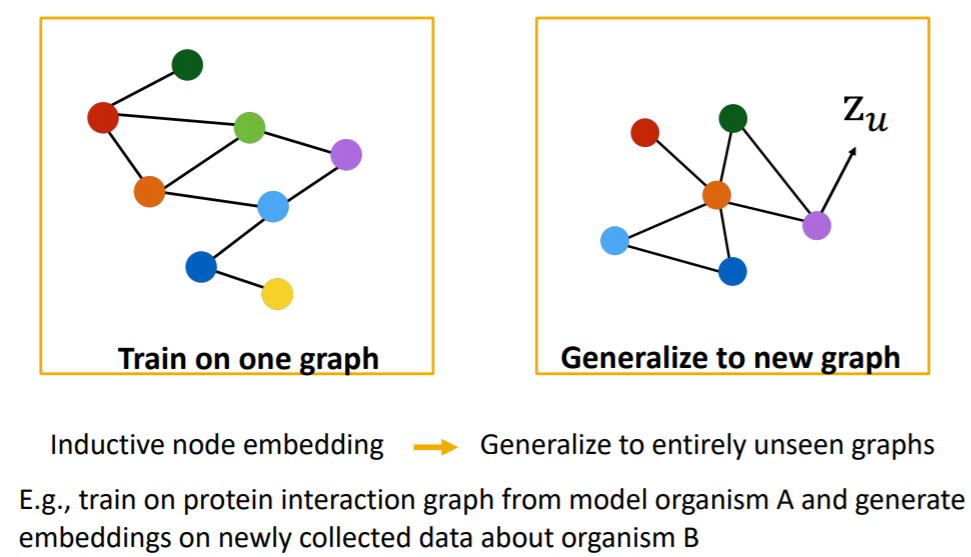 z_u
Train on one graph
Generalize to new graph
Inductive node embedding
Generalize to entirely unseen graphs
E.g., train on protein interaction graph from model organism A and generate
embeddings on newly collected data about organism B